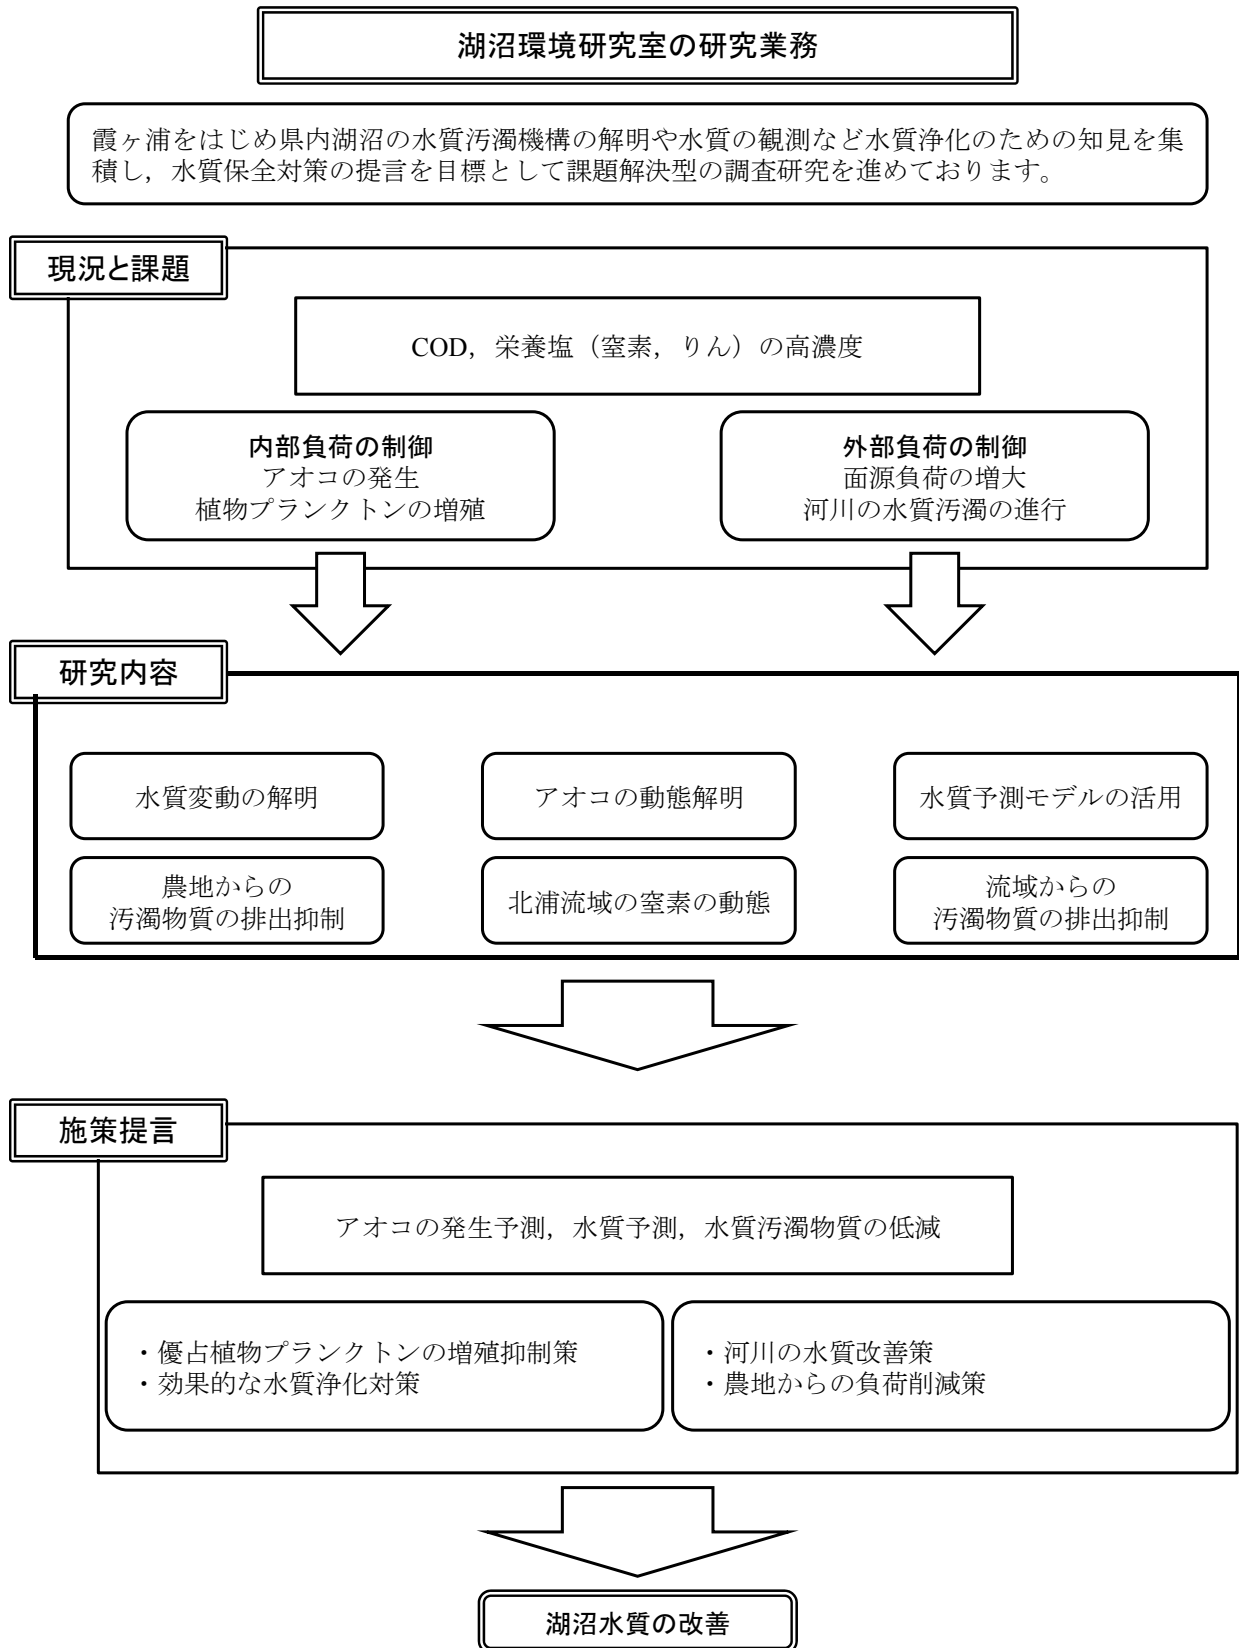 湖沼環境研究室の研究業務
霞ヶ浦をはじめ県内湖沼の水質汚濁機構の解明や水質の観測など水質浄化のための知見を集
積し，水質保全対策の提言を目標として課題解決型の調査研究を進めております。
現況と課題
COD，栄養塩（窒素，りん）の高濃度
内部負荷の制御
アオコの発生
植物プランクトンの増殖
外部負荷の制御
面源負荷の増大
河川の水質汚濁の進行
研究内容
水質変動の解明
アオコの動態解明
水質予測モデルの活用
農地からの
汚濁物質の排出抑制
北浦流域の窒素の動態
流域からの
汚濁物質の排出抑制
施策提言
アオコの発生予測，水質予測，水質汚濁物質の低減
・優占植物プランクトンの増殖抑制策
・効果的な水質浄化対策
・河川の水質改善策
・農地からの負荷削減策
湖沼水質の改善